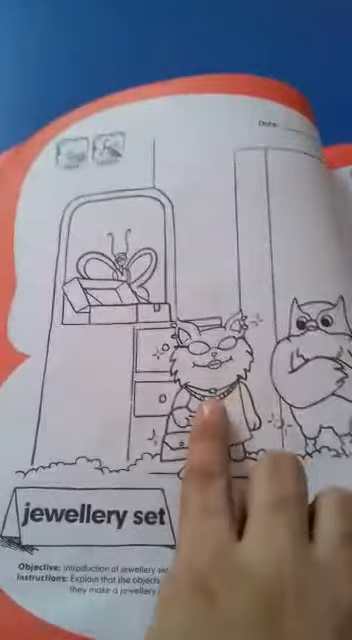 Date:
jewellery set
Objective: Introduction of jewellery set
Instructions: Explain that the objects
they make a jewellery